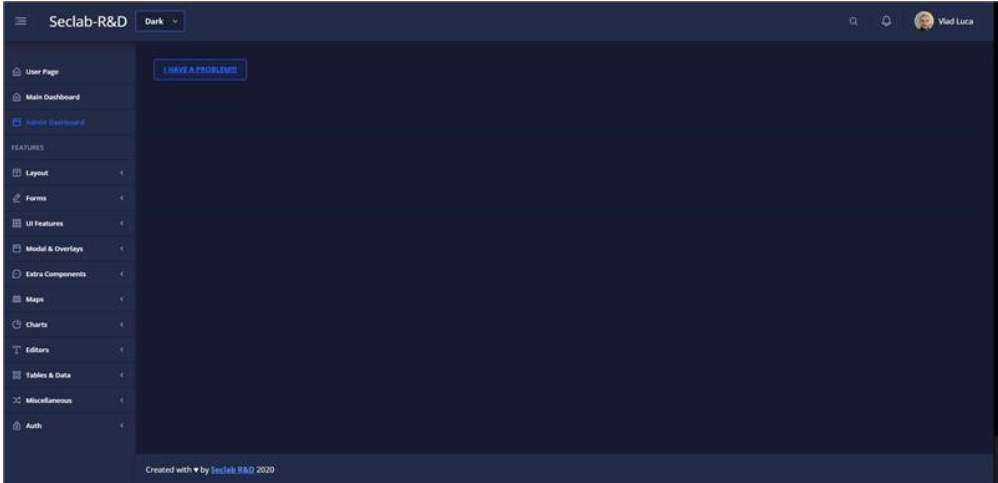 Seclab-R&D Dark
Vlad Luca
User Page
Main Dashboard
Admin Dashboard
FEATURES
Layout
Forms
UI Features
Modal & Overlays
Extra Components
Maps
Charts
Editors
Tables & Data
Miscellaneous
Auth
I HAVE A PROBLEM!!!
Created with ♥ by Seclab R&D 2020